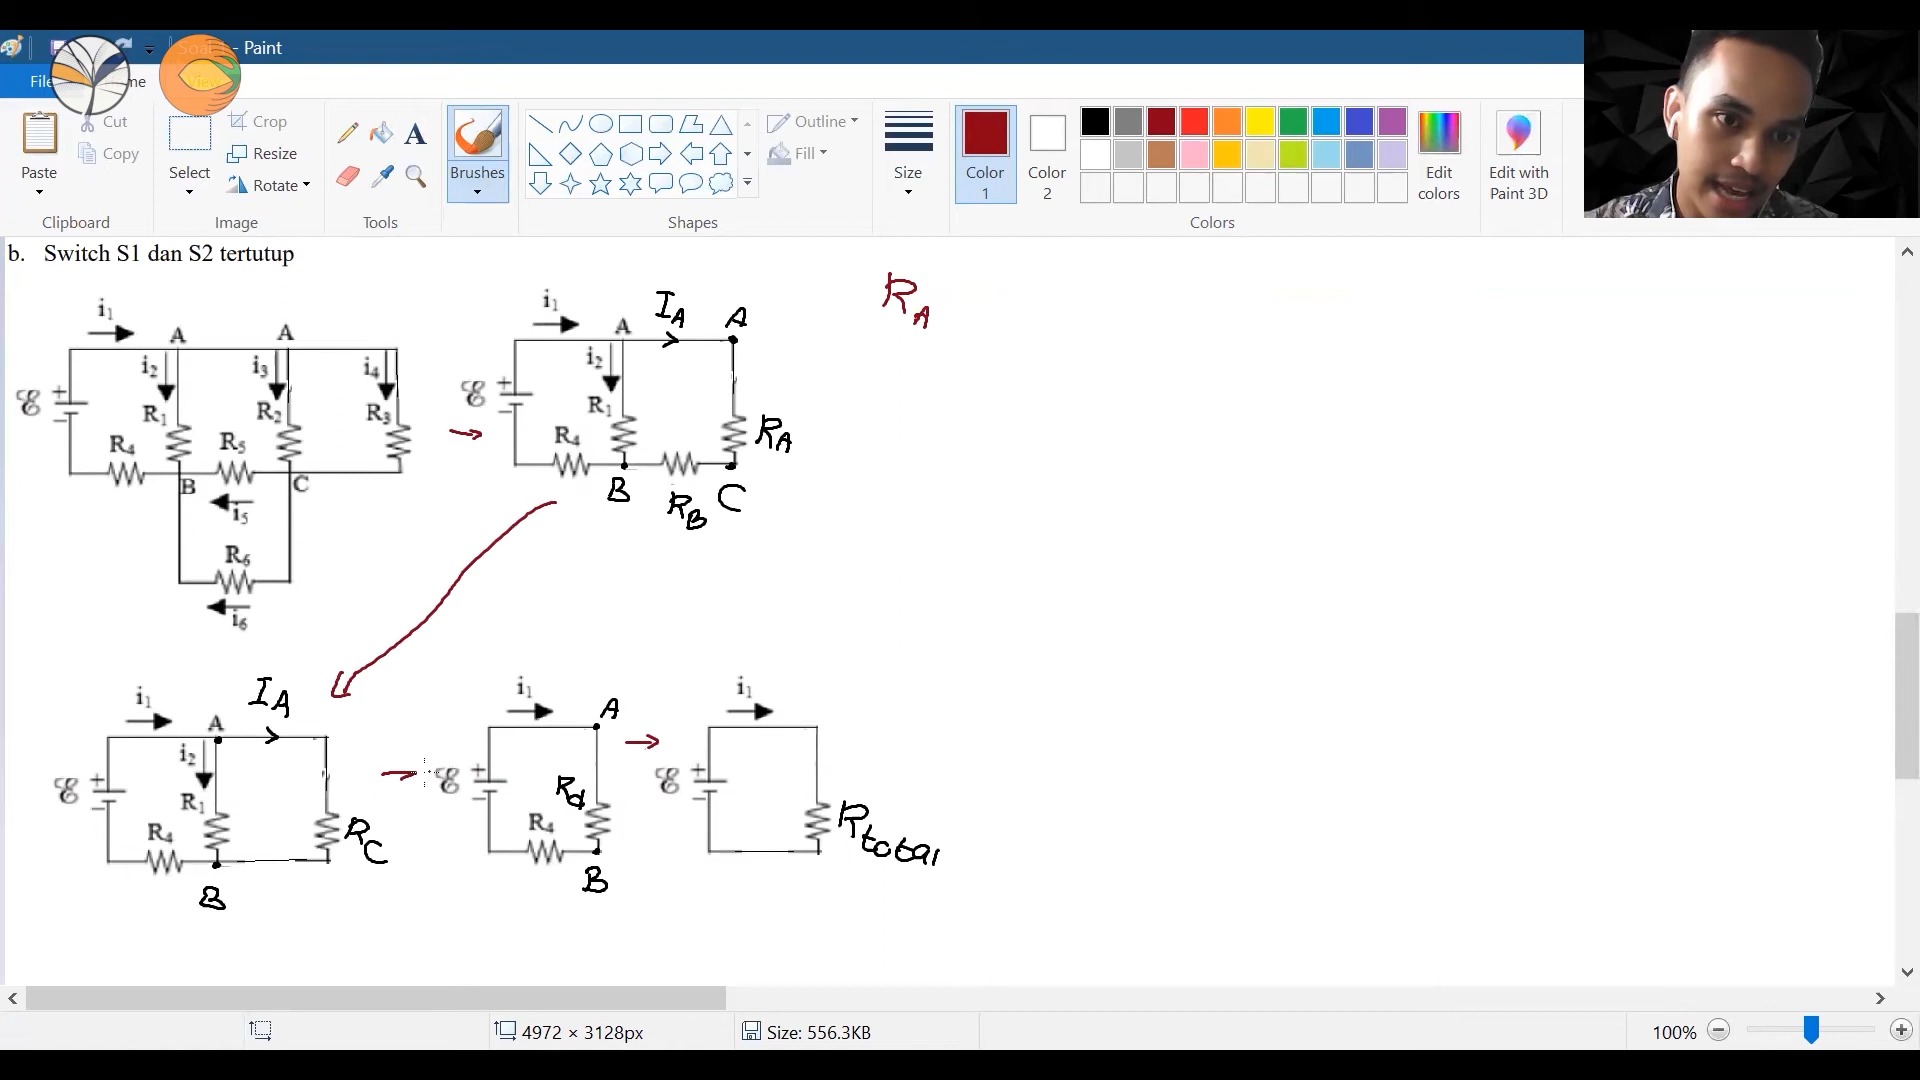 - Paint
File
View
Paste
Cut
Copy
Clipboard
Select
Crop
Resize
Rotate
Image
Tools
Brushes
Shapes
Outline
Fill
Size
Color 1
Color 2
Colors
Edit colors
Edit with Paint 3D
b. Switch S1 dan S2 tertutup
i1
A
A
i2
i3
i4
ℰ
+
−
R1
R2
R3
R4
R5
B
C
i5
R6
i6
i1
A
IA
A
i2
ℰ
+
−
R1
RA
R4
B
RB
C
RA
i1
IA
A
i2
ℰ
+
−
R1
R4
RC
B
i1
A
ℰ
+
−
Rd
R4
B
i1
ℰ
+
−
Rtotal
4972 × 3128px
Size: 556.3KB
100%